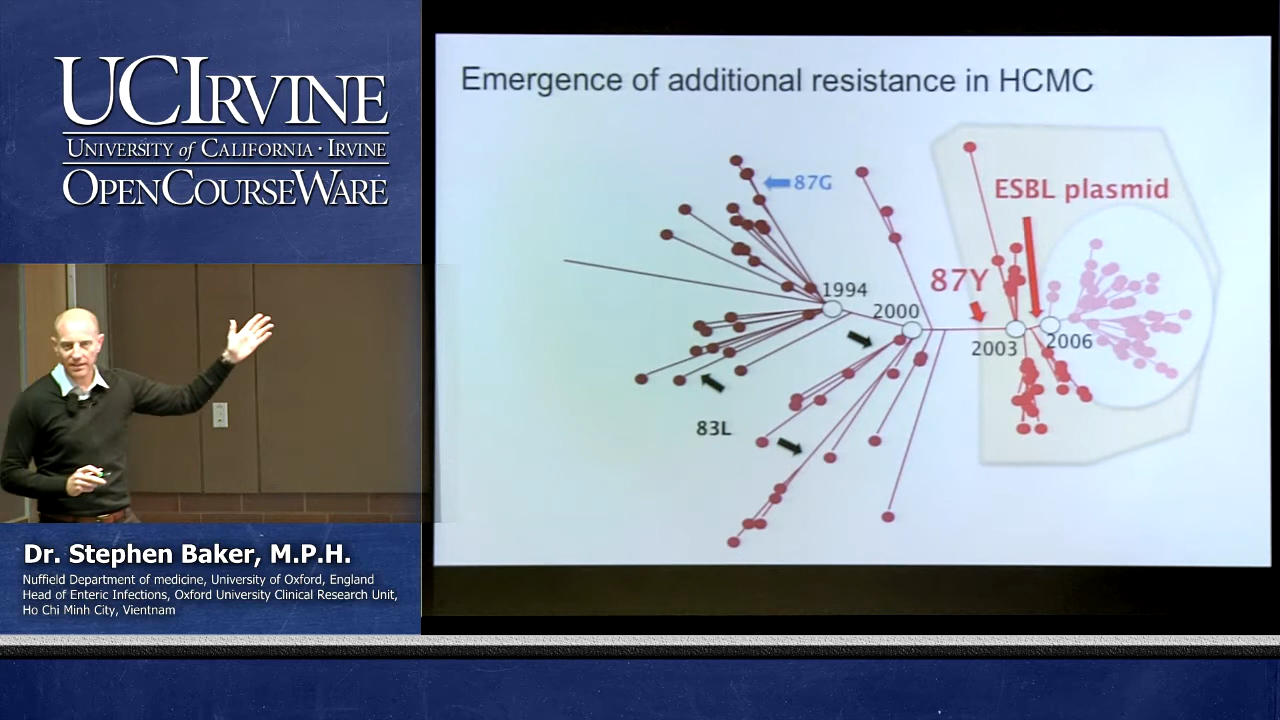 UCIRVINE
UNIVERSITY of CALIFORNIA · IRVINE
OPENCOURSEWARE
Emergence of additional resistance in HCMC
87G
ESBL plasmid
87Y
1994
2000
2003
2006
83L
Dr. Stephen Baker, M.P.H.
Nuffield Department of medicine, University of Oxford, England
Head of Enteric Infections, Oxford University Clinical Research Unit,
Ho Chi Minh City, Vientnam